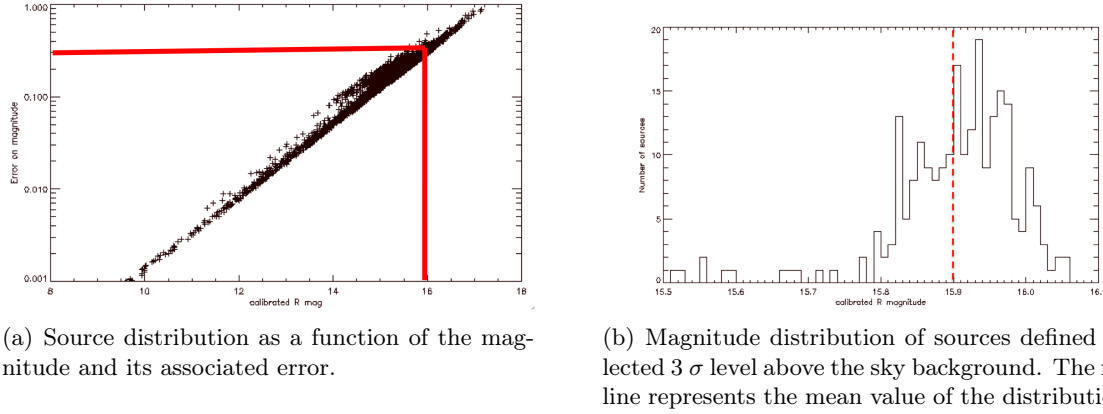 1.000
0.100
0.010
0.001
Error on magnitude
8 10 12 14 16 18
calibrated R mag
20
15
10
5
0
Number of sources
15.5 15.6 15.7 15.8 15.9 16.0
calibrated R magnitude
(a) Source distribution as a function of the mag-
nitude and its associated error.
(b) Magnitude distribution of sources defined
lected 3 σ level above the sky background. The
line represents the mean value of the